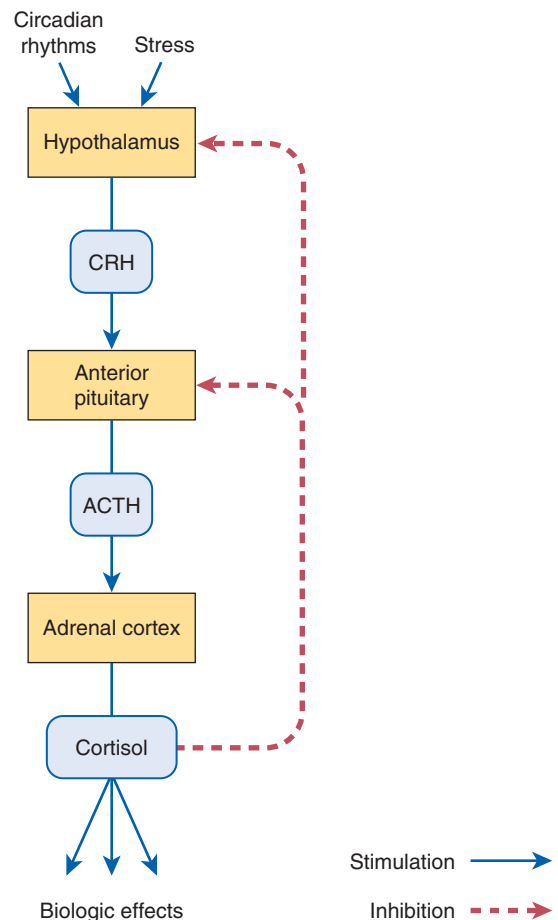 Circadian
rhythms
Stress
Hypothalamus
CRH
Anterior
pituitary
ACTH
Adrenal cortex
Cortisol
Biologic effects
Stimulation
Inhibition